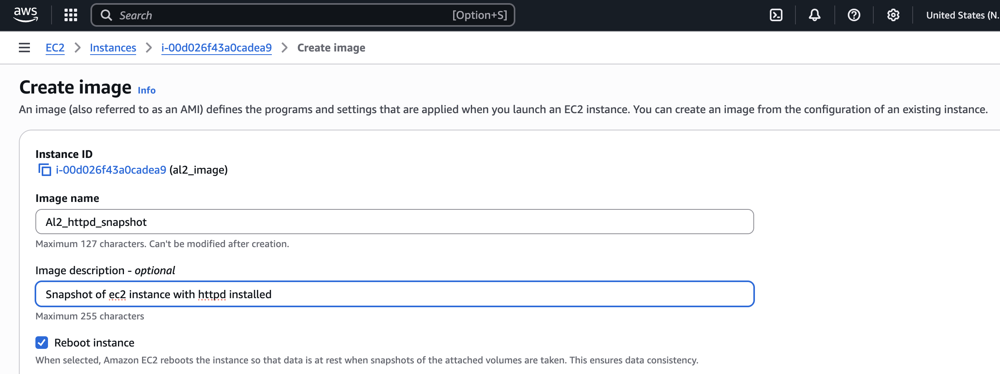 aws Search [Option+S] United States (N.
EC2 Instances i-00d026f43a0cadea9 Create image
Create image Info
An image (also referred to as an AMI) defines the programs and settings that are applied when you launch an EC2 instance. You can create an image from the configuration of an existing instance.
Instance ID
i-00d026f43a0cadea9 (al2_image)
Image name
Al2_httpd_snapshot
Maximum 127 characters. Can't be modified after creation.
Image description - optional
Snapshot of ec2 instance with httpd installed
Maximum 255 characters
Reboot instance
When selected, Amazon EC2 reboots the instance so that data is at rest when snapshots of the attached volumes are taken. This ensures data consistency.